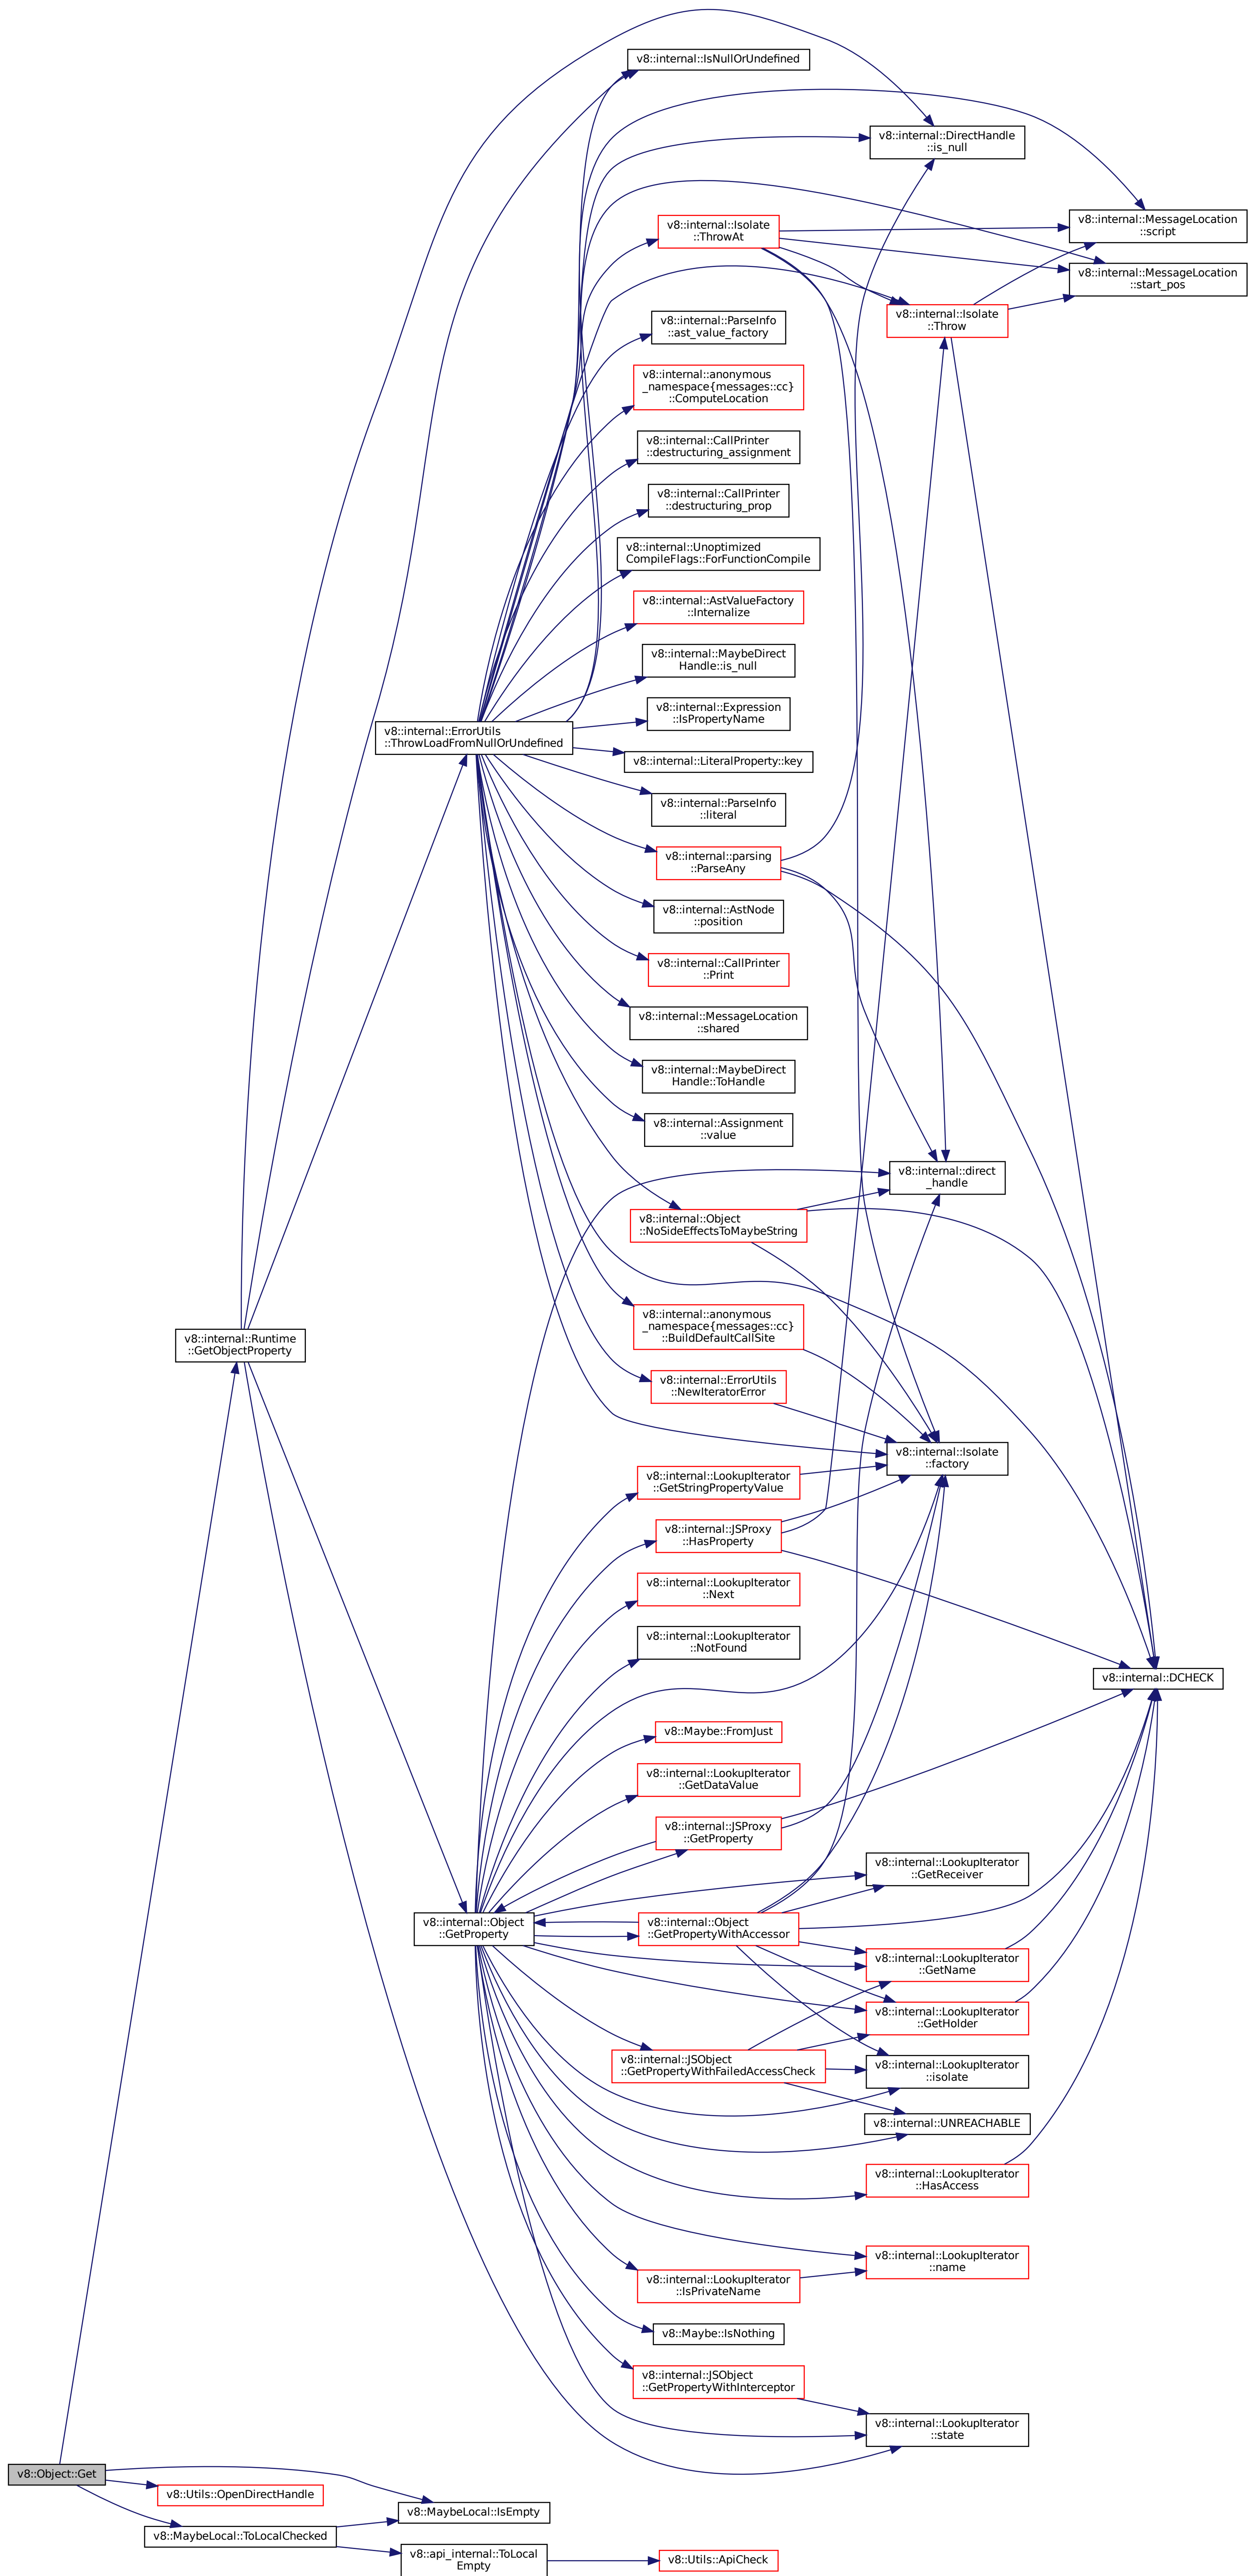 v8::internal::IsNullOrUndefined
v8::internal::DirectHandle
::is_null
v8::internal::MessageLocation
::script
v8::internal::Isolate
::ThrowAt
v8::internal::MessageLocation
::start_pos
v8::internal::Isolate
::Throw
v8::internal::ParseInfo
::ast_value_factory
v8::internal::anonymous
_namespace{messages::cc}
::ComputeLocation
v8::internal::CallPrinter
::destructuring_assignment
v8::internal::CallPrinter
::destructuring_prop
v8::internal::Unoptimized
CompileFlags::ForFunctionCompile
v8::internal::AstValueFactory
::Internalize
v8::internal::MaybeDirect
Handle::is_null
v8::internal::Expression
::IsPropertyName
v8::internal::ErrorUtils
::ThrowLoadFromNullOrUndefined
v8::internal::LiteralProperty::key
v8::internal::ParseInfo
::literal
v8::internal::parsing
::ParseAny
v8::internal::AstNode
::position
v8::internal::CallPrinter
::Print
v8::internal::MessageLocation
::shared
v8::internal::MaybeDirect
Handle::ToHandle
v8::internal::Assignment
::value
v8::internal::direct
_handle
v8::internal::Object
::NoSideEffectsToMaybeString
v8::internal::anonymous
_namespace{messages::cc}
::BuildDefaultCallSite
v8::internal::Runtime
::GetObjectProperty
v8::internal::ErrorUtils
::NewIteratorError
v8::internal::Isolate
::factory
v8::internal::LookupIterator
::GetStringPropertyValue
v8::internal::JSProxy
::HasProperty
v8::internal::LookupIterator
::Next
v8::internal::LookupIterator
::NotFound
v8::internal::DCHECK
v8::Maybe::FromJust
v8::internal::LookupIterator
::GetDataValue
v8::internal::JSProxy
::GetProperty
v8::internal::LookupIterator
::GetReceiver
v8::internal::Object
::GetProperty
v8::internal::Object
::GetPropertyWithAccessor
v8::internal::LookupIterator
::GetName
v8::internal::LookupIterator
::GetHolder
v8::internal::JSObject
::GetPropertyWithFailedAccessCheck
v8::internal::LookupIterator
::isolate
v8::internal::UNREACHABLE
v8::internal::LookupIterator
::HasAccess
v8::internal::LookupIterator
::name
v8::internal::LookupIterator
::IsPrivateName
v8::Maybe::IsNothing
v8::internal::JSObject
::GetPropertyWithInterceptor
v8::internal::LookupIterator
::state
v8::Object::Get
v8::Utils::OpenDirectHandle
v8::MaybeLocal::IsEmpty
v8::MaybeLocal::ToLocalChecked
v8::api_internal::ToLocal
Empty
v8::Utils::ApiCheck